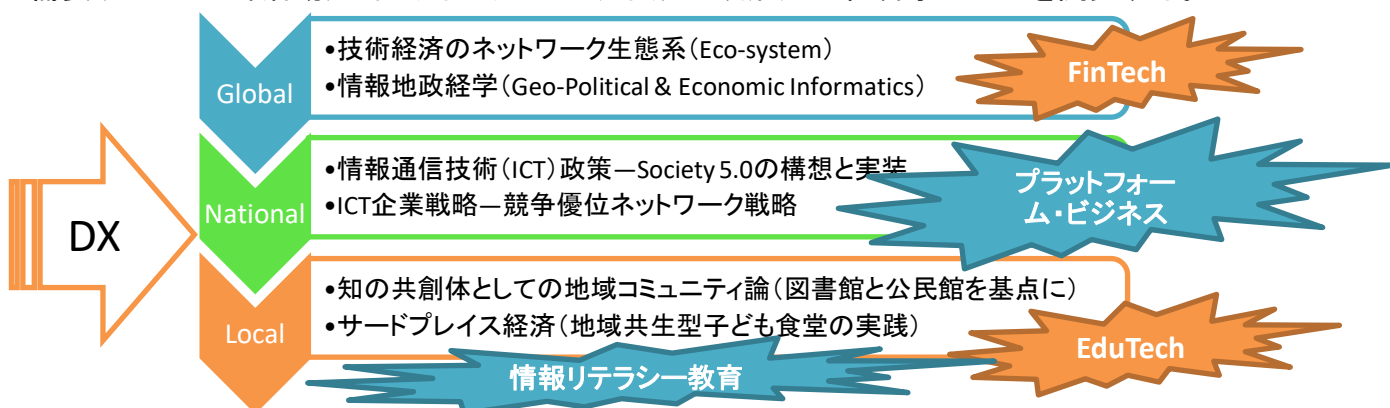 Global
•技術経済のネットワーク生態系(Eco-system)
•情報地政経学(Geo-Political & Economic Informatics)
FinTech
DX
National
•情報通信技術(ICT)政策―Society 5.0の構想と実装
•ICT企業戦略―競争優位ネットワーク戦略
プラットフォー
ム・ビジネス
Local
•知の共創体としての地域コミュニティ論(図書館と公民館を基点に)
•サードプレイス経済(地域共生型子ども食堂の実践)
EduTech
情報リテラシー教育